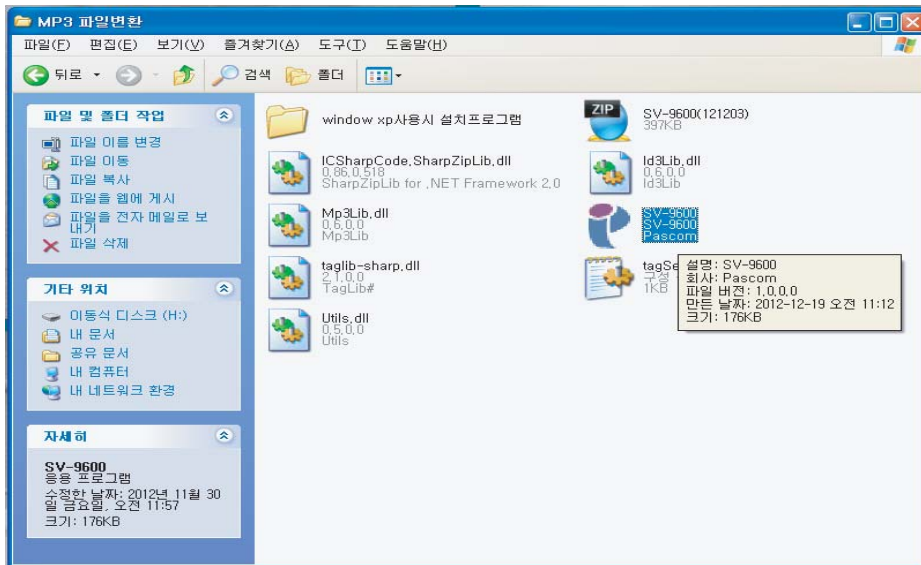 MP3 파일변환
파일(F) 편집(E) 보기(V) 즐겨찾기(A) 도구(T) 도움말(H)
뒤로 검색 폴더
파일 및 폴더 작업
파일 이름 변경
파일 이동
파일 복사
파일을 웹에 게시
파일을 전자 메일로 보
내기
파일 삭제
기타 위치
이동식 디스크 (H:)
내 문서
공유 문서
내 컴퓨터
내 네트워크 환경
자세히
SV-9600
응용 프로그램
수정한 날짜: 2012년 11월 30
일 금요일, 오전 11:57
크기: 176KB
window xp사용시 설치프로그램
ZIP
SV-9600(121203)
397KB
ICSharpCode.SharpZipLib.dll
0.86.0.518
SharpZipLib for .NET Framework 2.0
Id3Lib.dll
0.6.0.0
Id3Lib
Mp3Lib.dll
0.6.0.0
Mp3Lib
SV-9600
SV-9600
Pascom
taglib-sharp.dll
2.1.0.0
TagLib#
tagSe
구성
1KB
설명: SV-9600
회사: Pascom
파일 버전: 1.0.0.0
만든 날짜: 2012-12-19 오전 11:12
크기: 176KB
Utils.dll
0.5.0.0
Utils